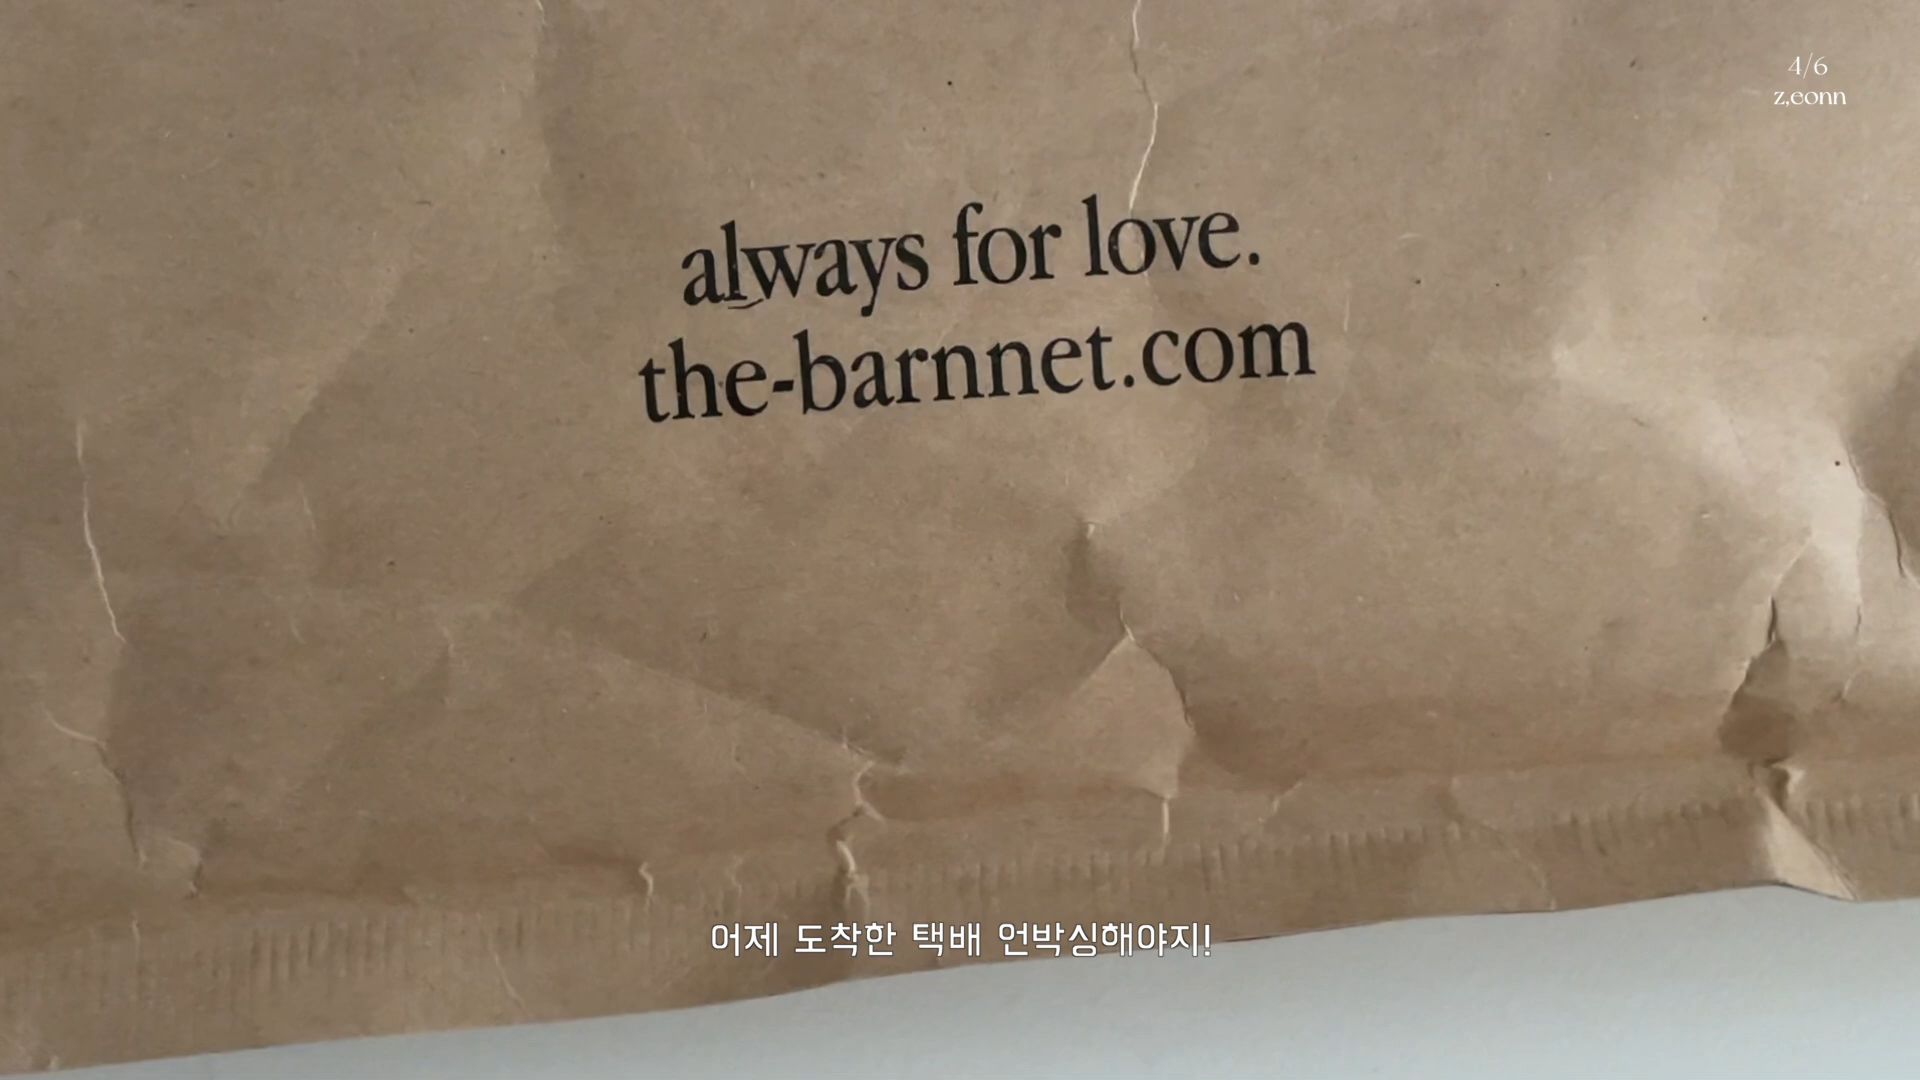 4/6
z,eonn
always for love.
the-barnnet.com
어제 도착한 택배 언박싱해야지!